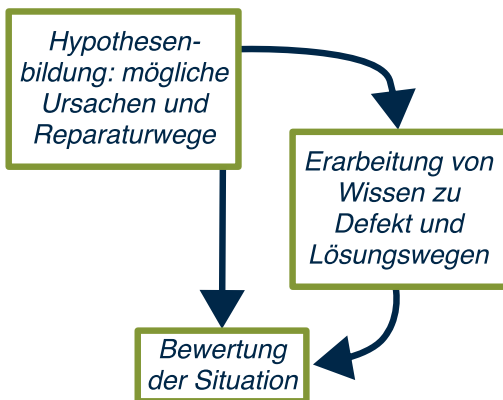 Hypothesen-
bildung: mögliche
Ursachen und
Reparaturwege
Erarbeitung von
Wissen zu
Defekt und
Lösungswegen
Bewertung
der Situation